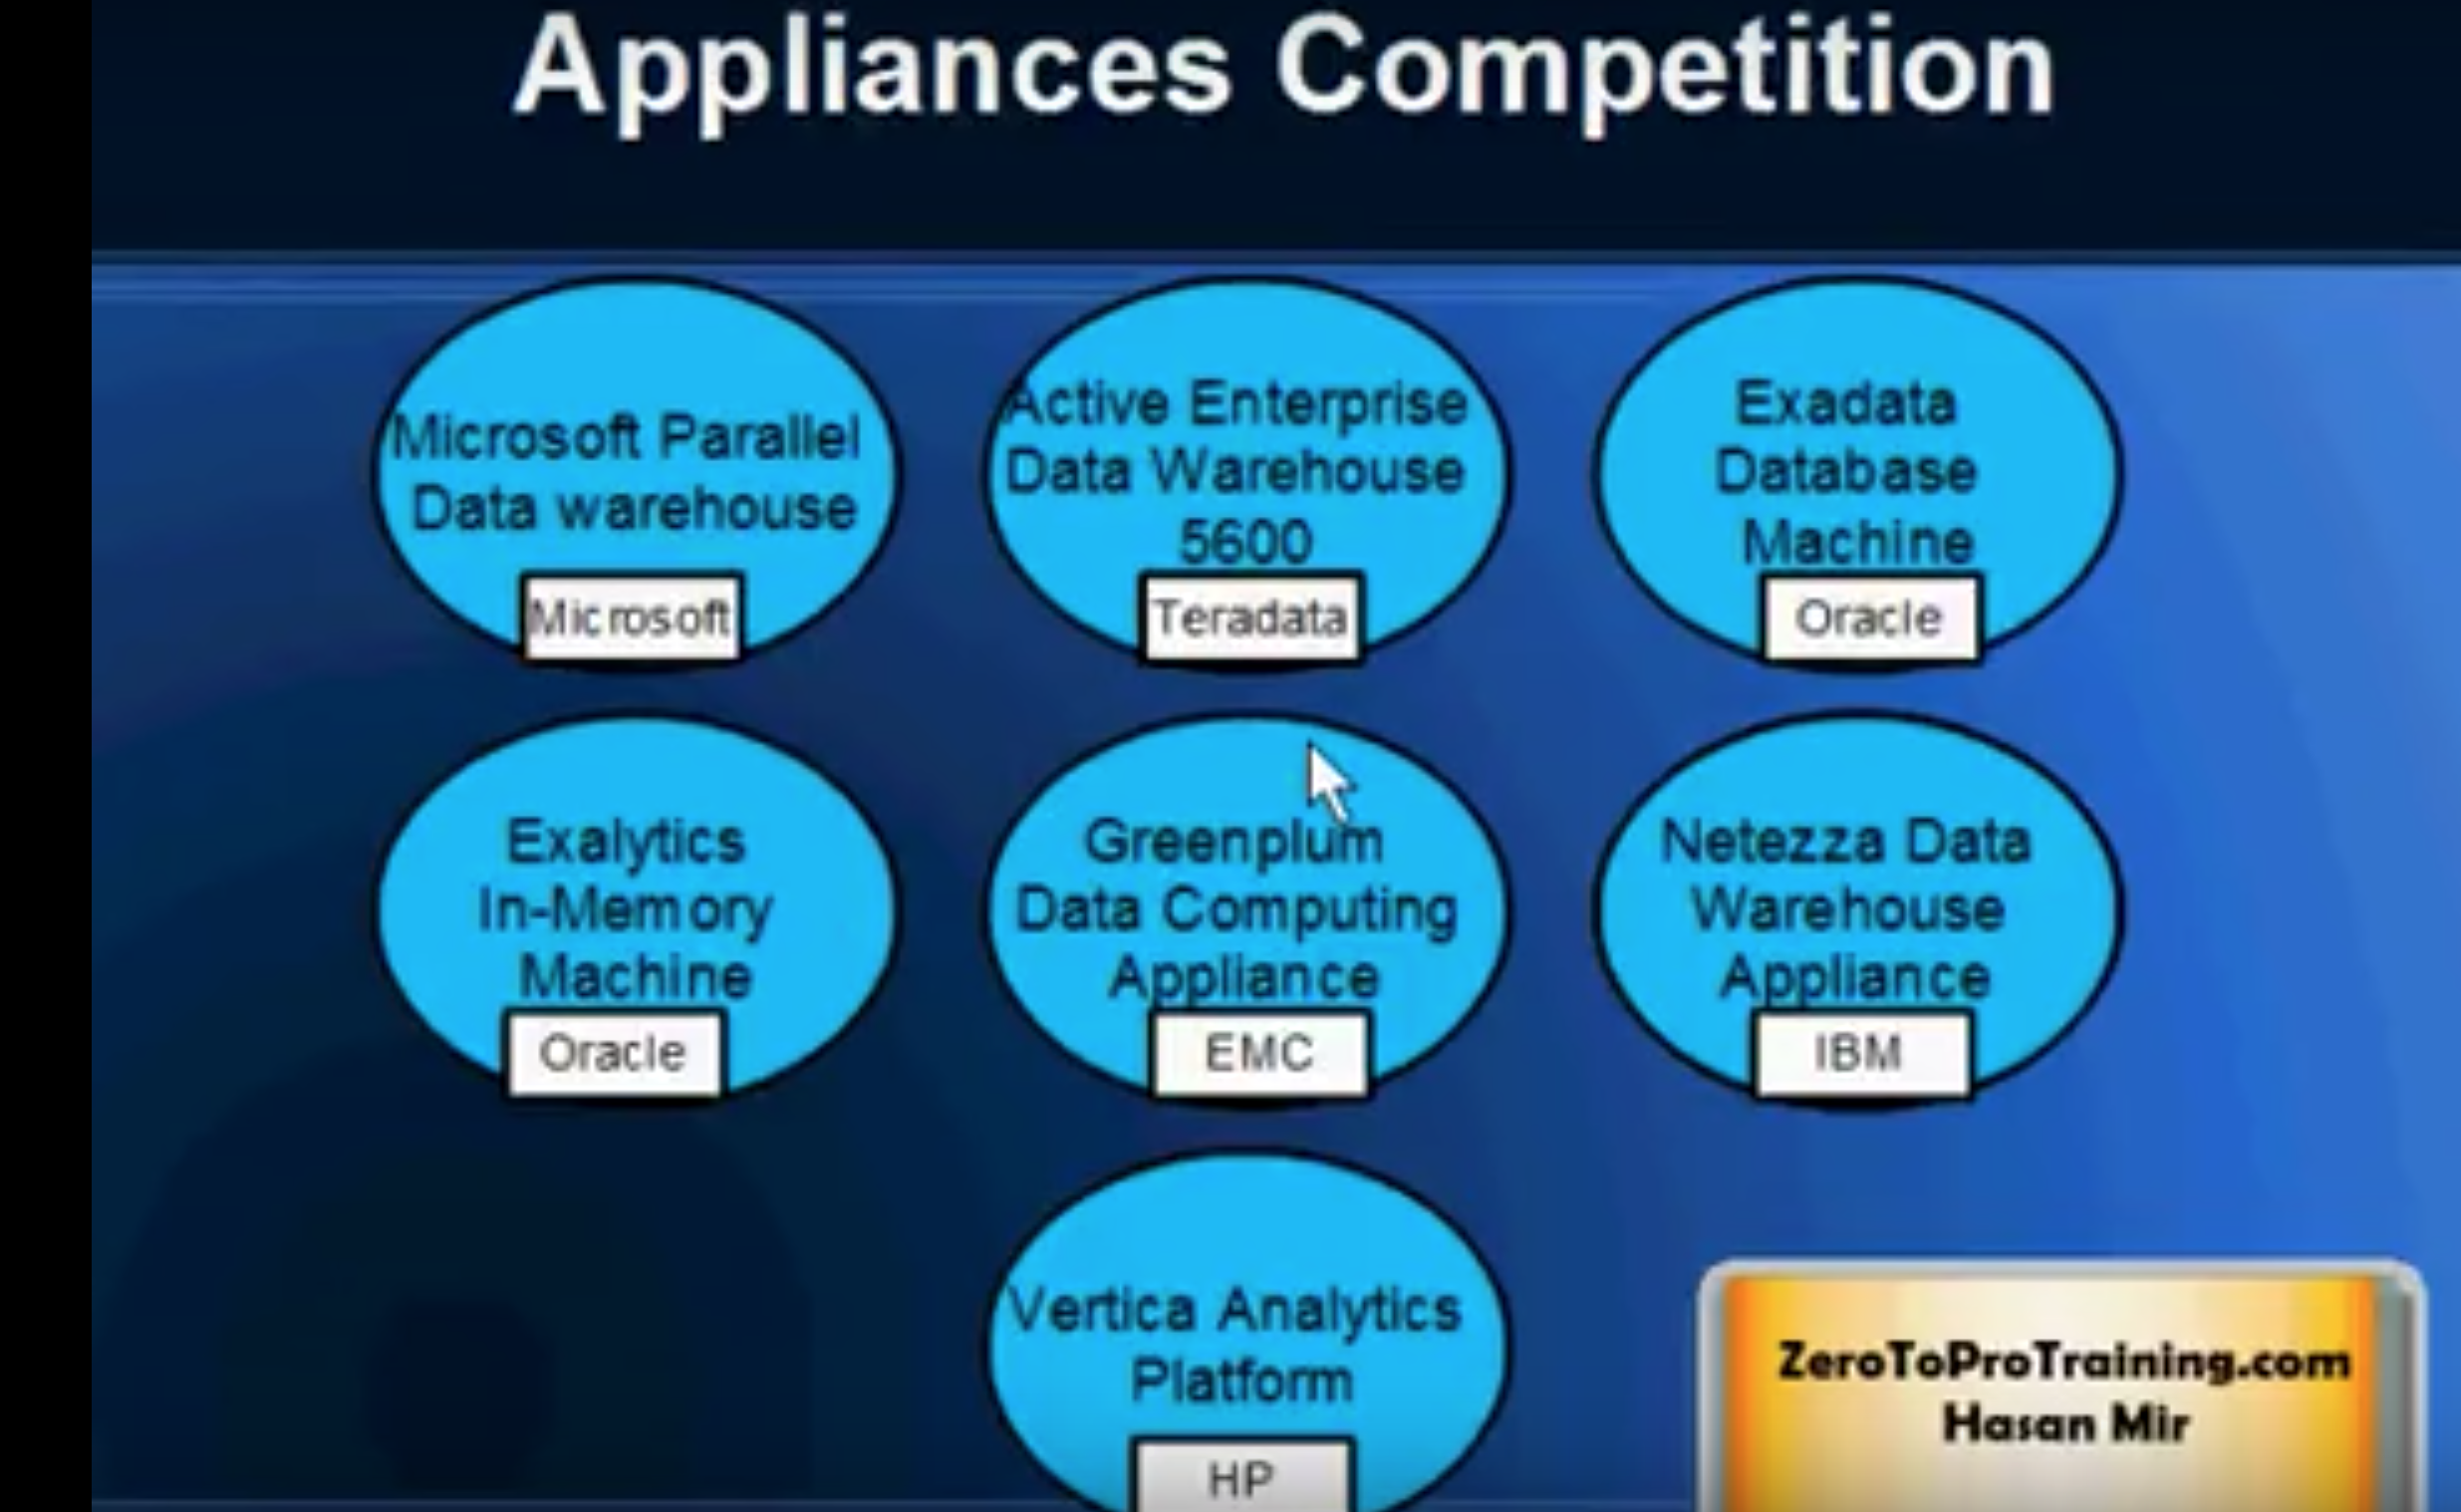 Appliances Competition
Microsoft Parallel
Data warehouse
Microsoft
Active Enterprise
Data Warehouse
5600
Teradata
Exadata
Database
Machine
Oracle
Exalytics
In-Memory
Machine
Oracle
Greenplum
Data Computing
Appliance
EMC
Netezza Data
Warehouse
Appliance
IBM
Vertica Analytics
Platform
HP
ZeroToProTraining.com
Hasan Mir